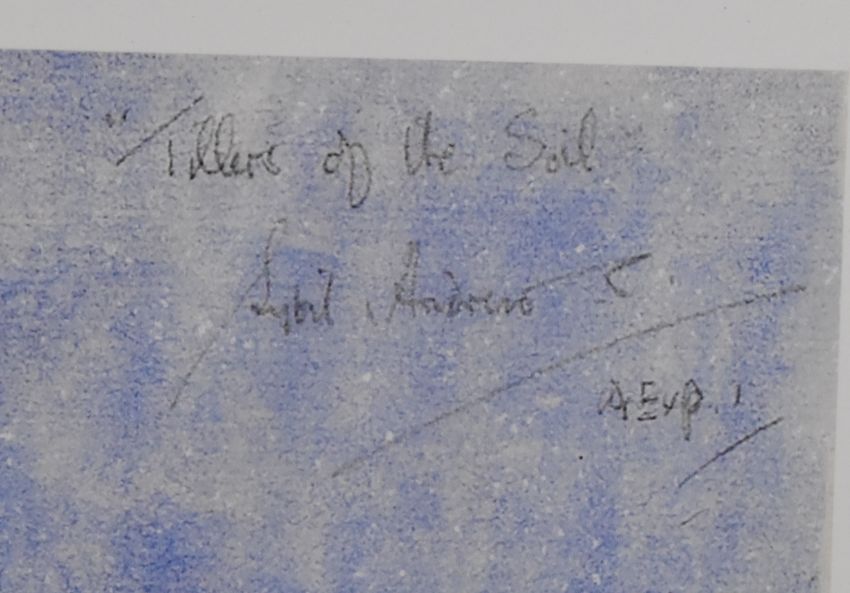 "Tillers of the Soil"
Sybil Andrews
Exp. 1